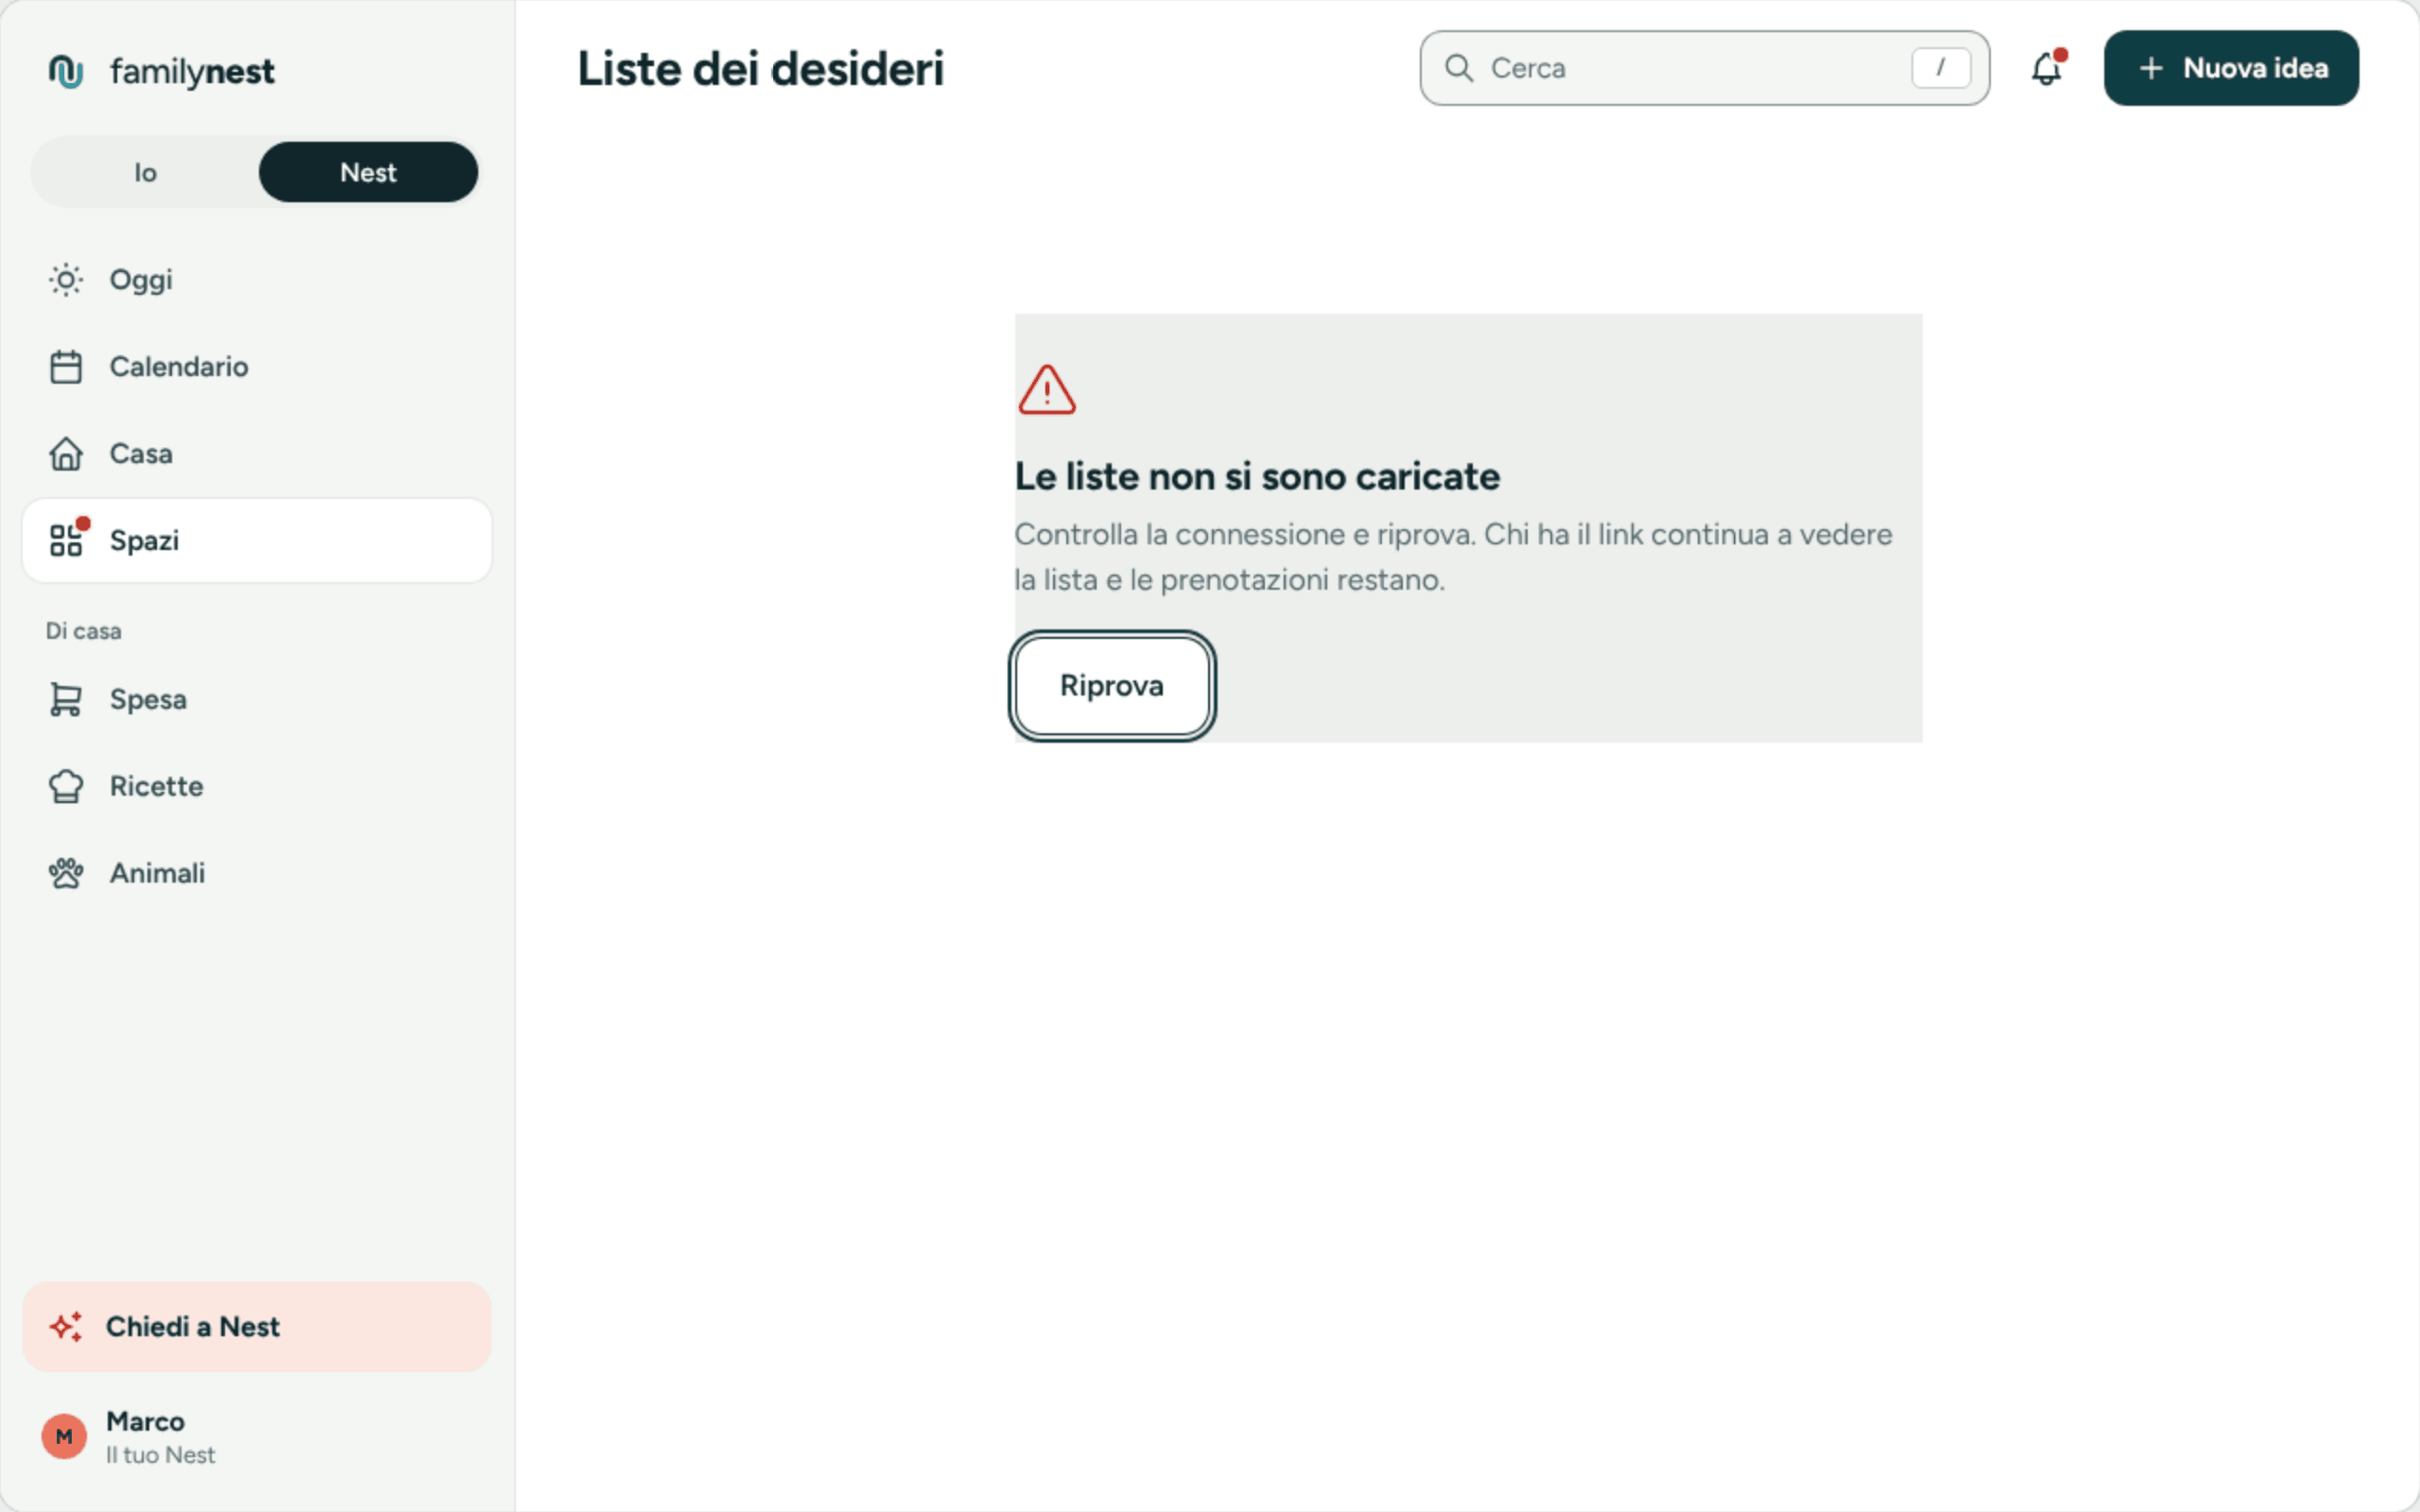 familynest
Liste dei desideri
Cerca
/
Nuova idea
Io
Nest
Oggi
Calendario
Casa
Spazi
Di casa
Spesa
Ricette
Animali
Le liste non si sono caricate
Controlla la connessione e riprova. Chi ha il link continua a vedere
la lista e le prenotazioni restano.
Riprova
Chiedi a Nest
M
Marco
Il tuo Nest